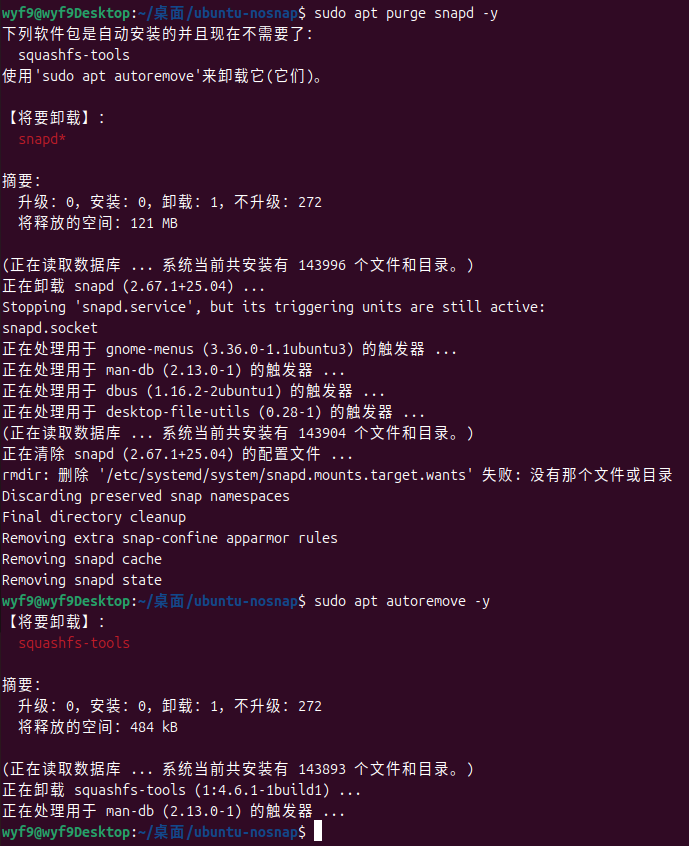 wyf9@wyf9Desktop:~/桌面/ubuntu-nosnap$ sudo apt purge snapd -y
下列软件包是自动安装的并且现在不需要了：
  squashfs-tools
使用'sudo apt autoremove'来卸载它(它们)。

【将要卸载】：
  snapd*

摘要：
  升级：0，安装：0，卸载：1，不升级：272
  将释放的空间：121 MB

(正在读取数据库 ... 系统当前共安装有 143996 个文件和目录。)
正在卸载 snapd (2.67.1+25.04) ...
Stopping 'snapd.service', but its triggering units are still active:
snapd.socket
正在处理用于 gnome-menus (3.36.0-1.1ubuntu3) 的触发器 ...
正在处理用于 man-db (2.13.0-1) 的触发器 ...
正在处理用于 dbus (1.16.2-2ubuntu1) 的触发器 ...
正在处理用于 desktop-file-utils (0.28-1) 的触发器 ...
(正在读取数据库 ... 系统当前共安装有 143904 个文件和目录。)
正在清除 snapd (2.67.1+25.04) 的配置文件 ...
rmdir: 删除 '/etc/systemd/system/snapd.mounts.target.wants' 失败: 没有那个文件或目录
Discarding preserved snap namespaces
Final directory cleanup
Removing extra snap-confine apparmor rules
Removing snapd cache
Removing snapd state
wyf9@wyf9Desktop:~/桌面/ubuntu-nosnap$ sudo apt autoremove -y
【将要卸载】：
  squashfs-tools

摘要：
  升级：0，安装：0，卸载：1，不升级：272
  将释放的空间：484 kB

(正在读取数据库 ... 系统当前共安装有 143893 个文件和目录。)
正在卸载 squashfs-tools (1:4.6.1-1build1) ...
正在处理用于 man-db (2.13.0-1) 的触发器 ...
wyf9@wyf9Desktop:~/桌面/ubuntu-nosnap$